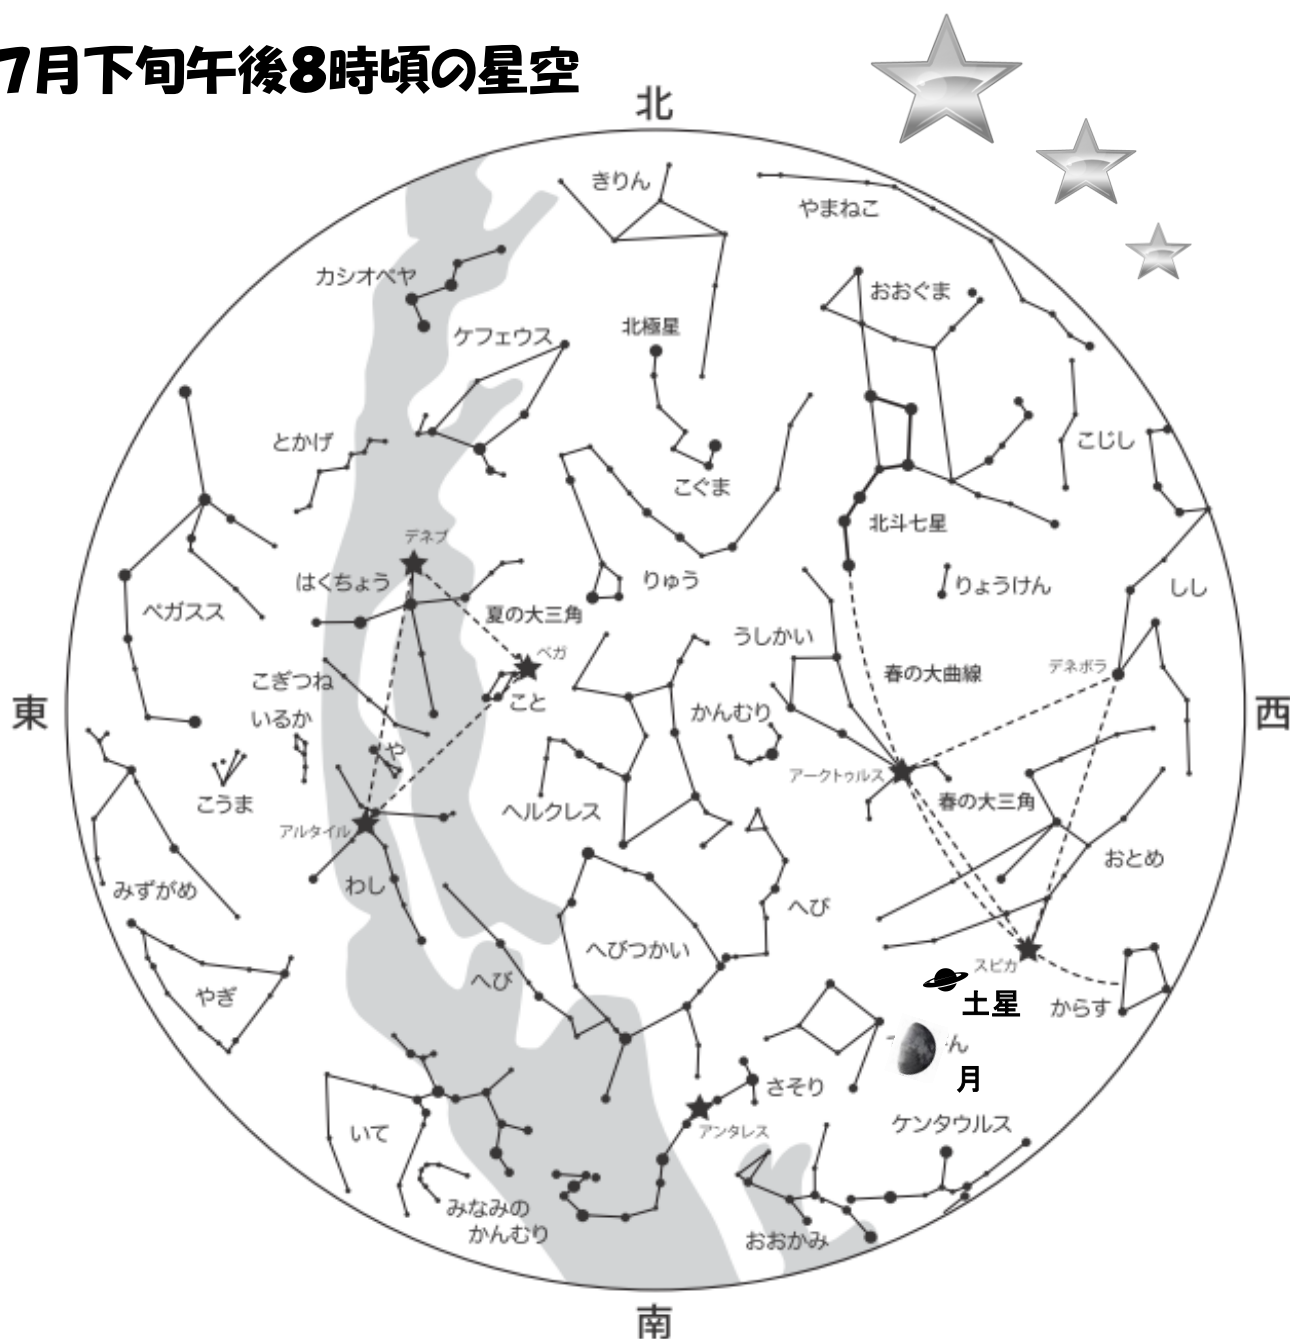 7月下旬午後8時頃の星空
北
きりん
やまねこ
カシオペヤ
おおぐま
ケフェウス
北極星
とかげ
こじし
こぐま
北斗七星
デネブ
はくちょう
りゅう
りょうけん
しし
ペガスス
夏の大三角
うしかい
ベガ
デネボラ
春の大曲線
こぎつね
こと
東
いるか
かんむり
西
や
アークトゥルス
こうま
春の大三角
ヘルクレス
アルタイル
おとめ
わし
みずがめ
へび
へびつかい
スピカ
へび
やぎ
土星
からす
ん
月
さそり
アンタレス
ケンタウルス
いて
みなみの
かんむり
おおかみ
南